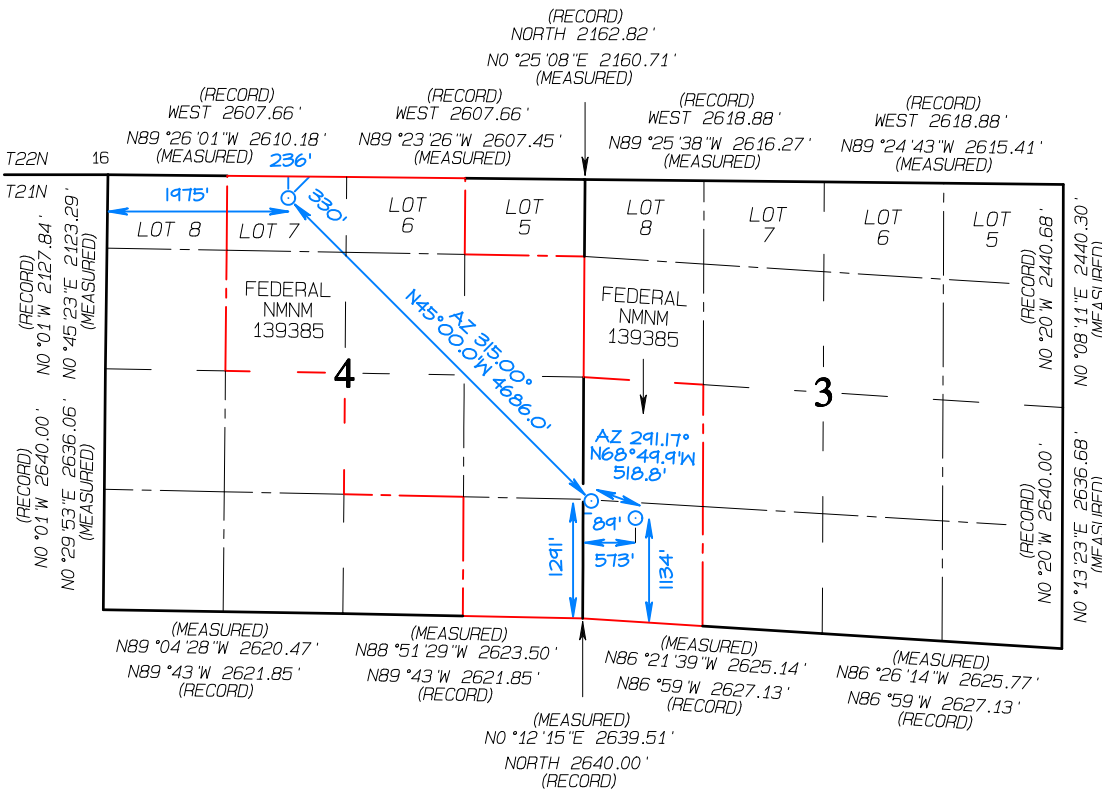 (RECORD)
NORTH 2162.82'
N0°25'08"E 2160.71'
(MEASURED)
(RECORD)
WEST 2607.66'
N89°26'01"W 2610.18'
(MEASURED)
(RECORD)
WEST 2607.66'
N89°23'26"W 2607.45'
(MEASURED)
(RECORD)
WEST 2618.88'
N89°25'38"W 2616.27'
(MEASURED)
(RECORD)
WEST 2618.88'
N89°24'43"W 2615.41'
(MEASURED)
T22N
16
T21N
236'
1975'
330'
LOT 8
LOT 7
LOT
6
LOT
5
LOT
8
LOT
7
LOT
6
LOT
5
(RECORD)
N0°01'W 2127.84'
N0°45'23"E 2123.29'
(MEASURED)
(RECORD)
N0°20'W 2440.68'
N0°08'11"E 2440.30'
(MEASURED)
FEDERAL
NMNM
139385
AZ 315.00°
N45°00.0'W 4686.0'
FEDERAL
NMNM
139385
4
3
(RECORD)
N0°01'W 2640.00'
N0°29'53"E 2636.06'
(MEASURED)
AZ 291.17°
N68°49.9'W
518.8'
89'
573'
1291'
1134'
(RECORD)
N0°20'W 2640.00'
N0°13'23"E 2636.68'
(MEASURED)
(MEASURED)
N89°04'28"W 2620.47'
N89°43'W 2621.85'
(RECORD)
(MEASURED)
N88°51'29"W 2623.50'
N89°43'W 2621.85'
(RECORD)
(MEASURED)
N86°21'39"W 2625.14'
N86°59'W 2627.13'
(RECORD)
(MEASURED)
N86°26'14"W 2625.77'
N86°59'W 2627.13'
(RECORD)
(MEASURED)
N0°12'15"E 2639.51'
NORTH 2640.00'
(RECORD)